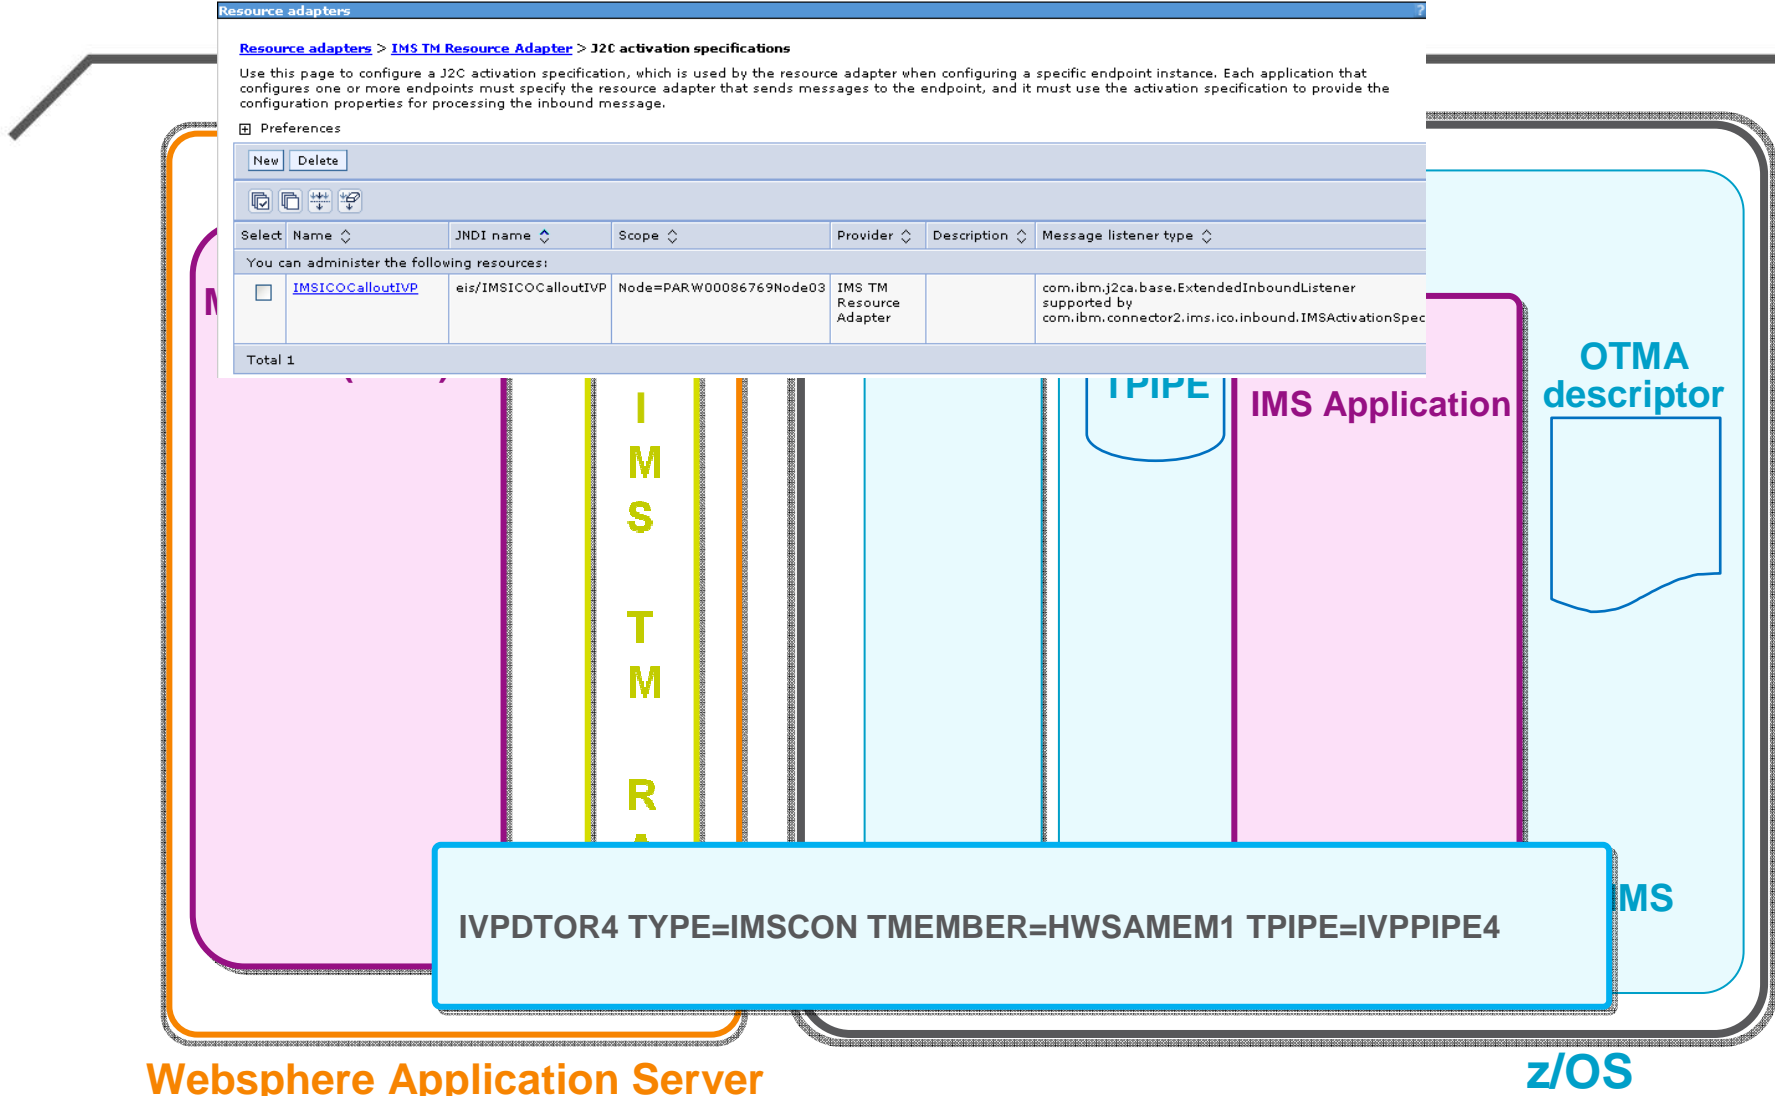 Resource adapters ?
Resource adapters > IMS TM Resource Adapter > J2C activation specifications
Use this page to configure a J2C activation specification, which is used by the resource adapter when configuring a specific endpoint instance. Each application that
configures one or more endpoints must specify the resource adapter that sends messages to the endpoint, and it must use the activation specification to provide the
configuration properties for processing the inbound message.
Preferences
New Delete
Select Name JNDI name Scope Provider Description Message listener type
You can administer the following resources:
IMSICOCalloutIVP eis/IMSICOCalloutIVP Node=PARW00086769Node03 IMS TM com.ibm.j2ca.base.ExtendedInboundListener
Resource supported by
Adapter com.ibm.connector2.ims.ico.inbound.IMSActivationSpec
Total 1
OTMA
descriptor
TPIPE
IMS Application
I
M
S
T
M
R
IMS
IVPDTOR4 TYPE=IMSCON TMEMBER=HWSAMEM1 TPIPE=IVPPIPE4
Websphere Application Server
z/OS